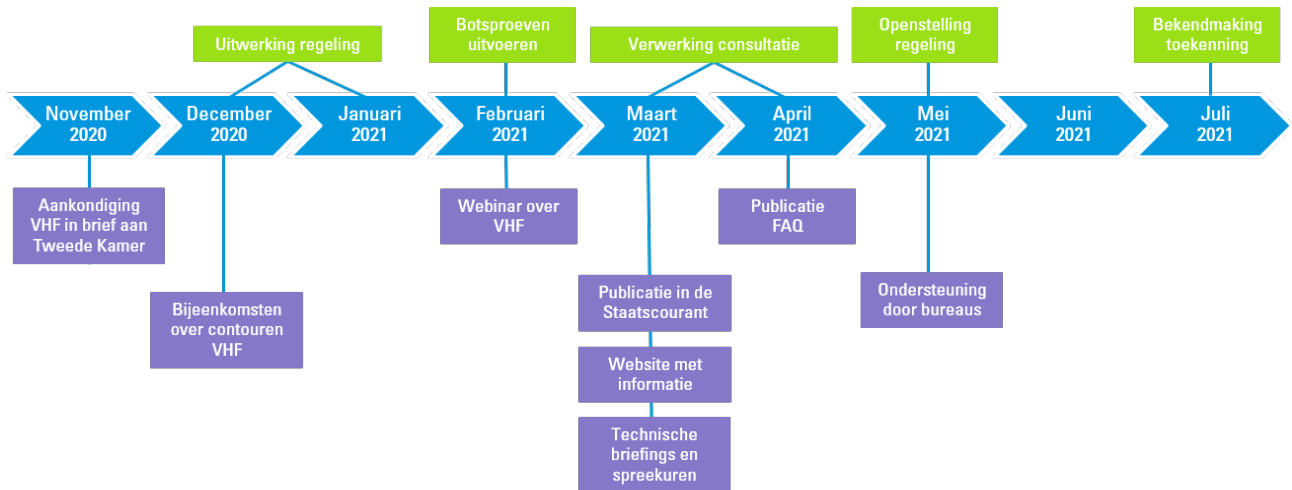 Uitwerking regeling
Botsproeven
uitvoeren
Verwerking consultatie
Openstelling
regeling
Bekendmaking
toekenning
November
2020
December
2020
Januari
2021
Februari
2021
Maart
2021
April
2021
Mei
2021
Juni
2021
Juli
2021
Aankondiging
VHF in brief aan
Tweede Kamer
Bijeenkomsten
over contouren
VHF
Webinar over
VHF
Publicatie in de
Staatscourant
Website met
informatie
Technische
briefings en
spreekuren
Publicatie
FAQ
Ondersteuning
door bureaus